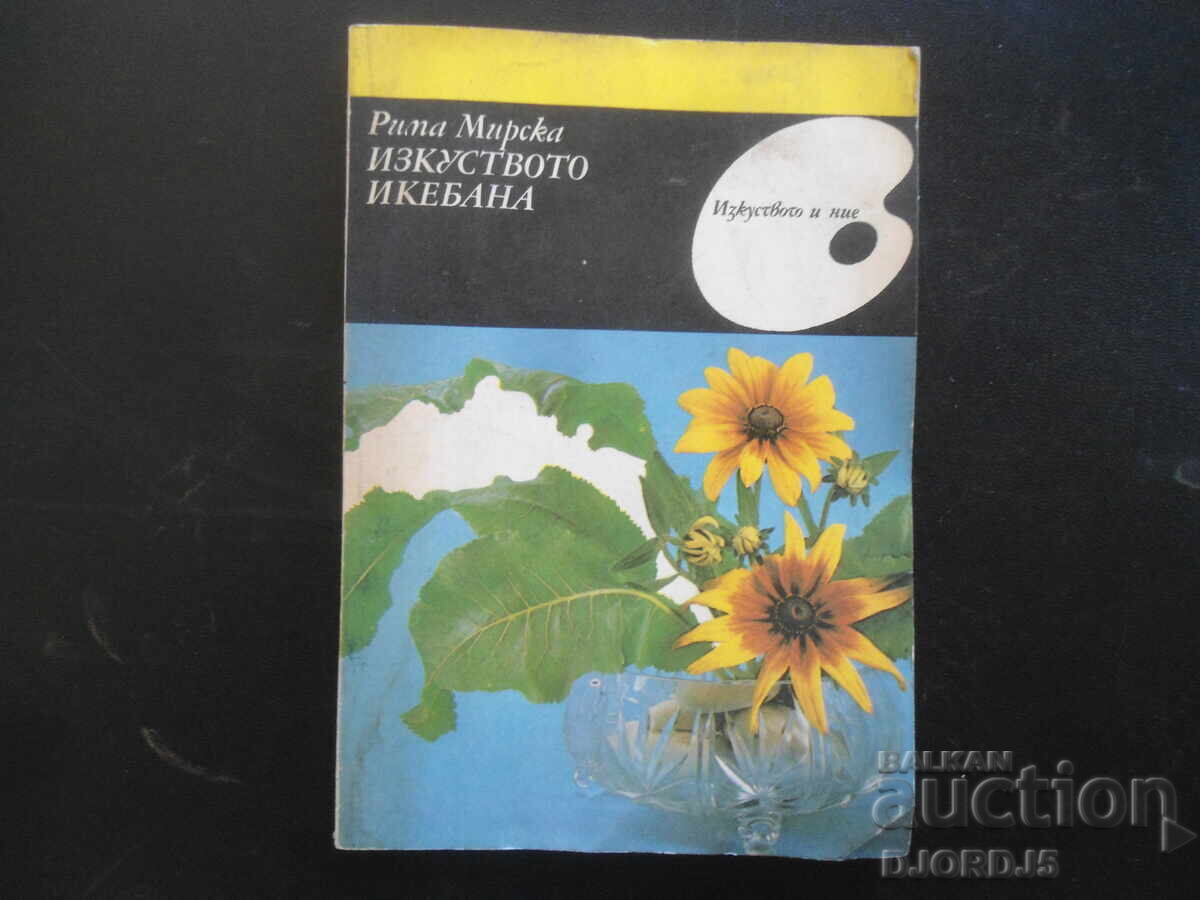 Рима Мирска
ИЗКУСТВОТО
ИКЕБАНА
Изкуството и ние
BALKAN
auction
DJORDJ5